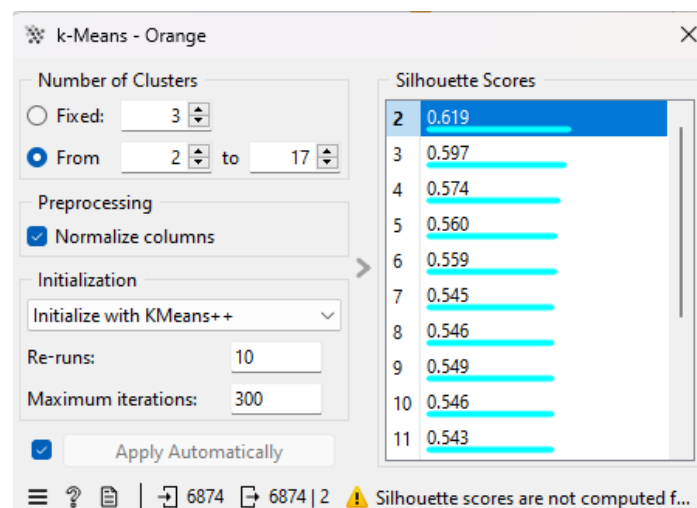 k-Means - Orange
Number of Clusters
Fixed: 3
From 2 to 17
Preprocessing
Normalize columns
Initialization
Initialize with KMeans++
Re-runs: 10
Maximum iterations: 300
Apply Automatically
Silhouette Scores
2 0.619
3 0.597
4 0.574
5 0.560
6 0.559
7 0.545
8 0.546
9 0.549
10 0.546
11 0.543
6874 6874 | 2 Silhouette scores are not computed f...